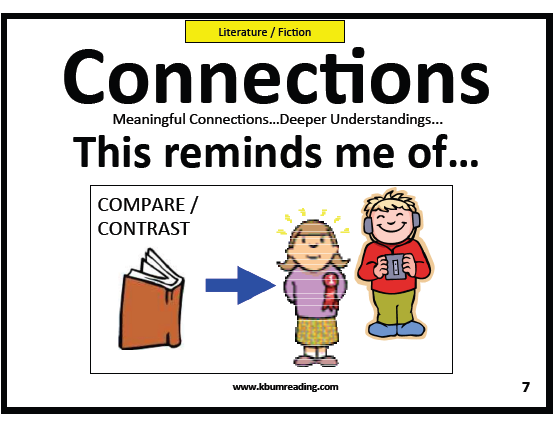 Literature / Fiction
Connections
Meaningful Connections...Deeper Understandings...
This reminds me of...
COMPARE /
CONTRAST
www.kbumreading.com
7